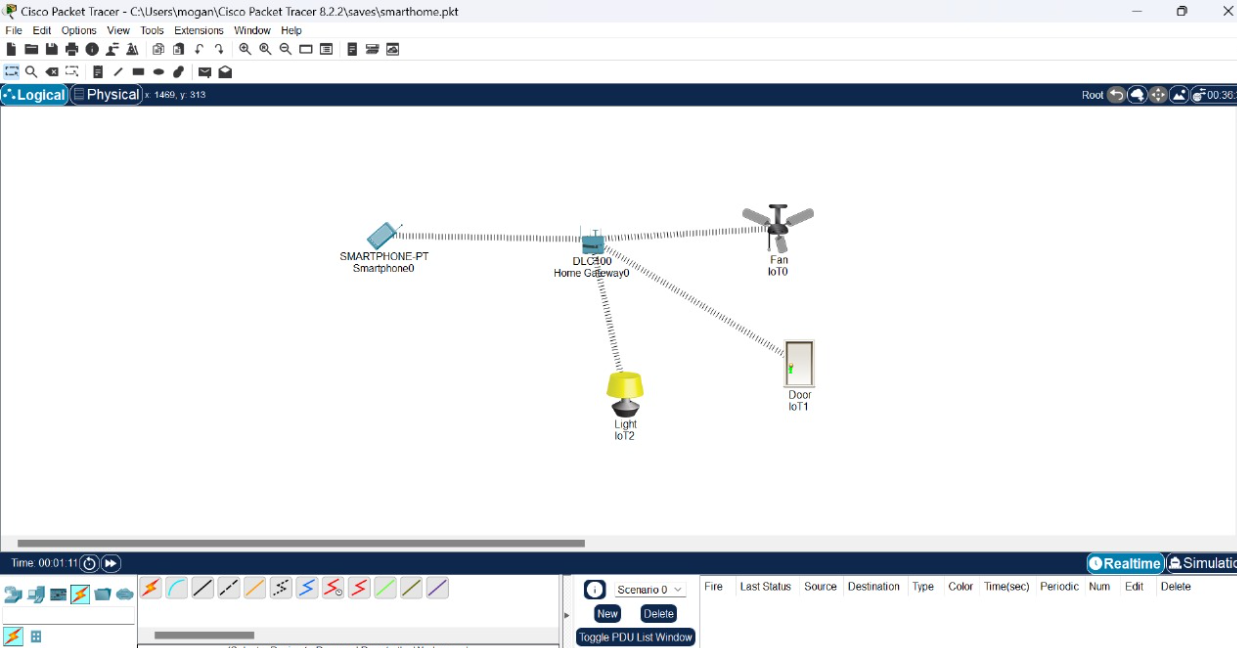 Cisco Packet Tracer - C:\Users\mogan\Cisco Packet Tracer 8.2.2\saves\smarthome.pkt
File Edit Options View Tools Extensions Window Help
Logical Physical x: 1469, y: 313 Root 00:36:
SMARTPHONE-PT
Smartphone0
DLC100
Home Gateway0
Fan
IoT0
Door
IoT1
Light
IoT2
Time: 00:01:11 Realtime Simulatio
Scenario 0 Fire Last Status Source Destination Type Color Time(sec) Periodic Num Edit Delete
New Delete
Toggle PDU List Window